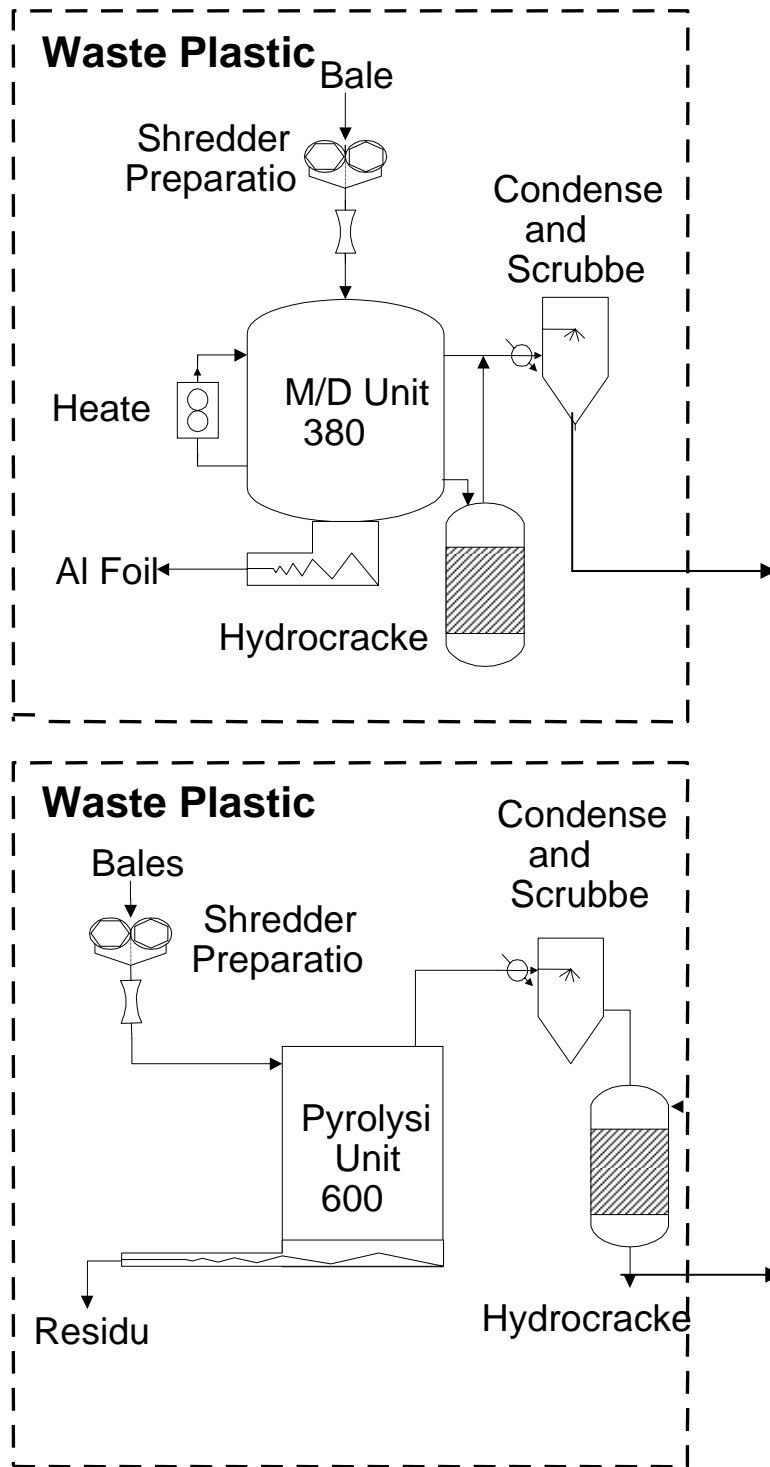 Waste Plastic
Bale
Shredder
Preparatio
Condense
and
Scrubbe
Heate
M/D Unit
380
Al Foil
Hydrocracke
Waste Plastic
Bales
Shredder
Preparatio
Condense
and
Scrubbe
Pyrolysi
Unit
600
Residu
Hydrocracke